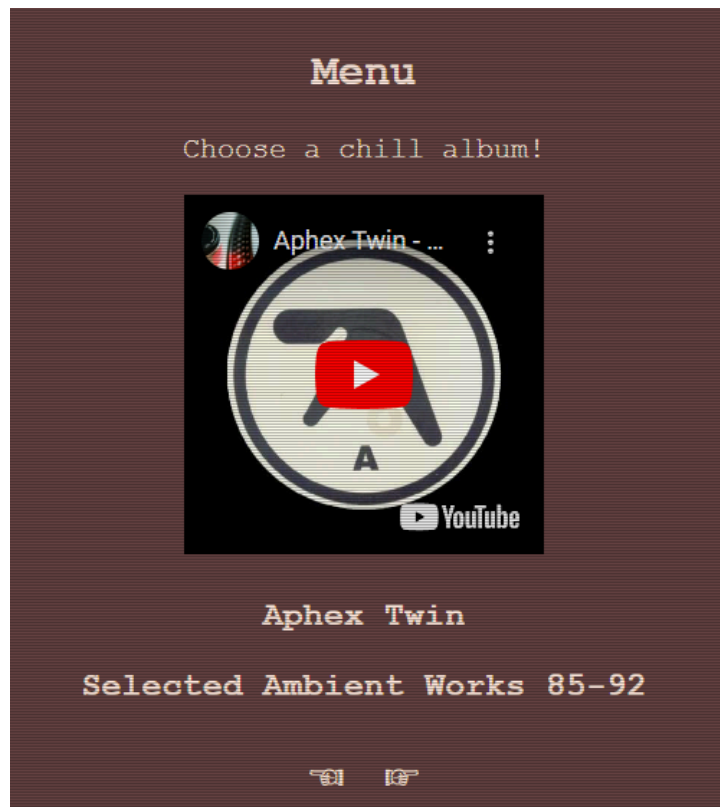 Menu
Choose a chill album!
Aphex Twin - ...
A
YouTube
Aphex Twin
Selected Ambient Works 85-92
☜ ☞